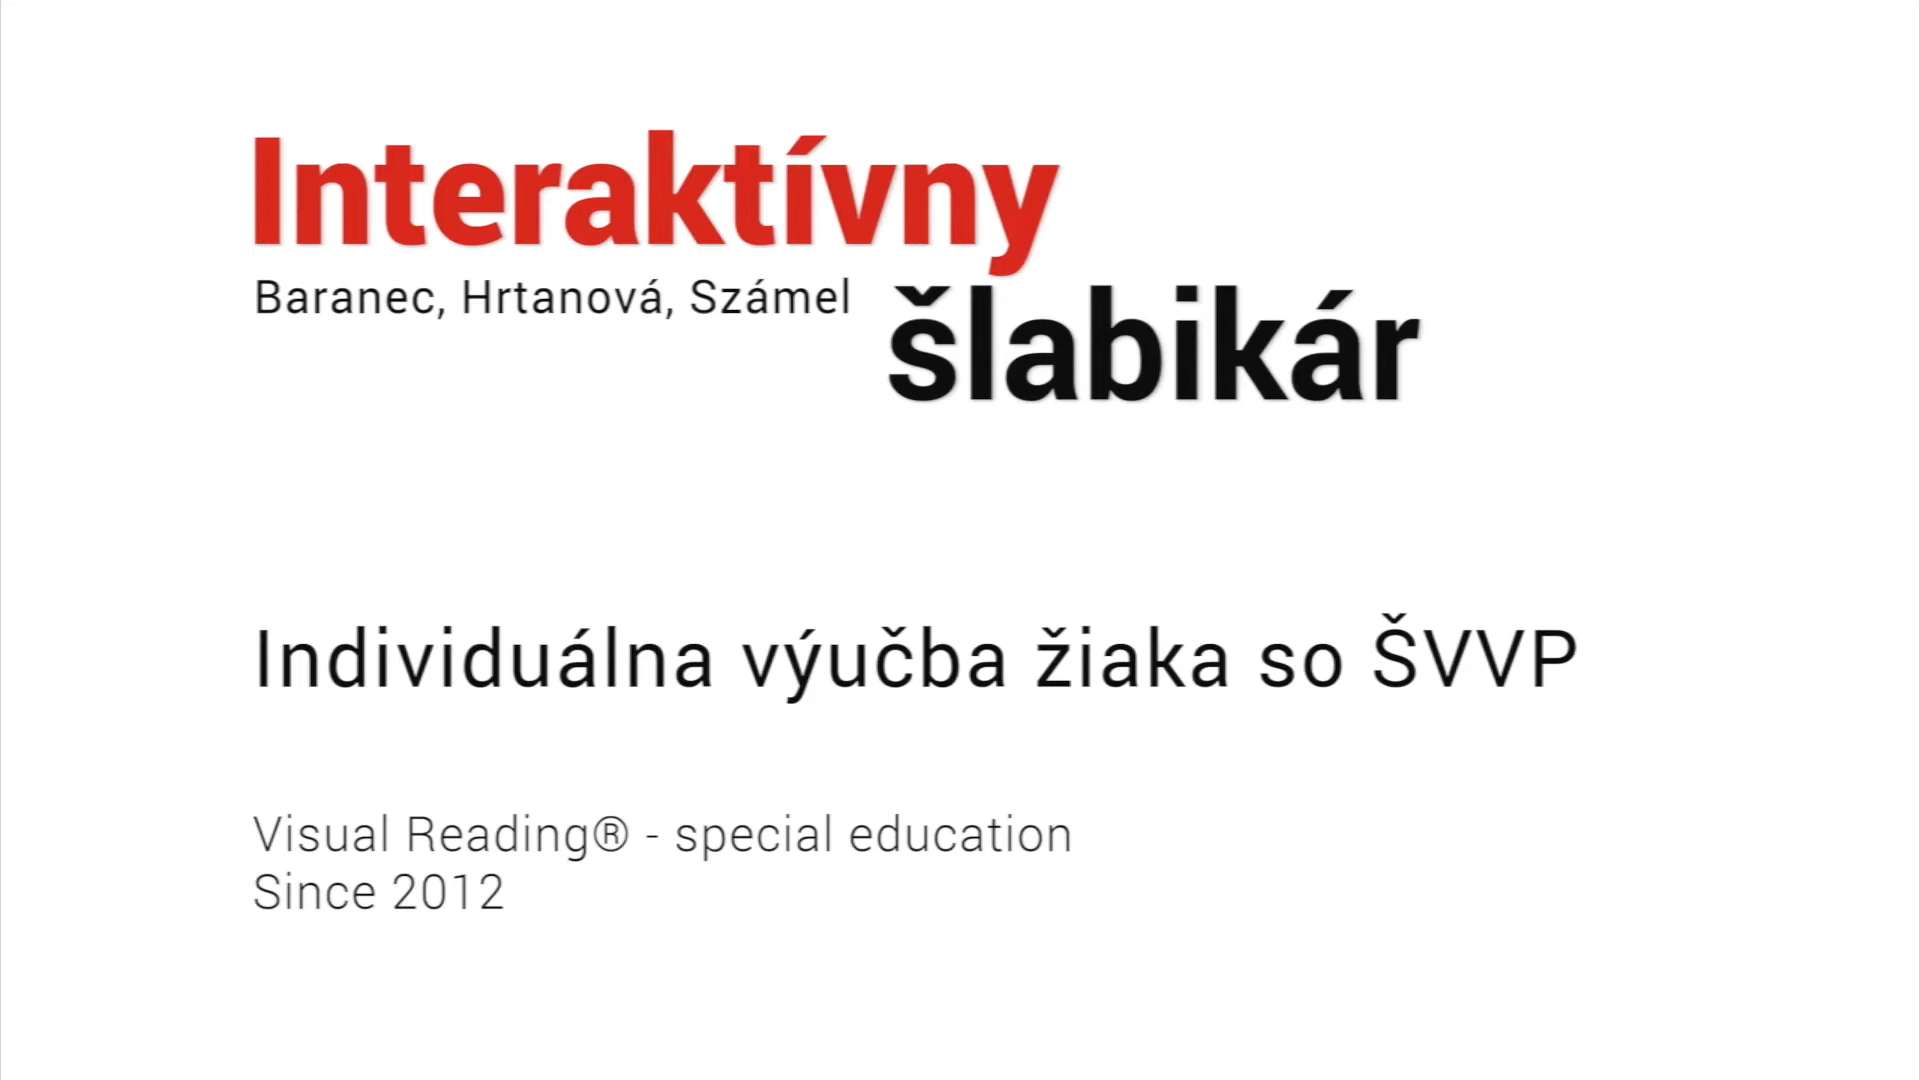 Interaktívny
Baranec, Hrtanová, Számel
šlabikár
Individuálna výučba žiaka so ŠVVP
Visual Reading® - special education
Since 2012